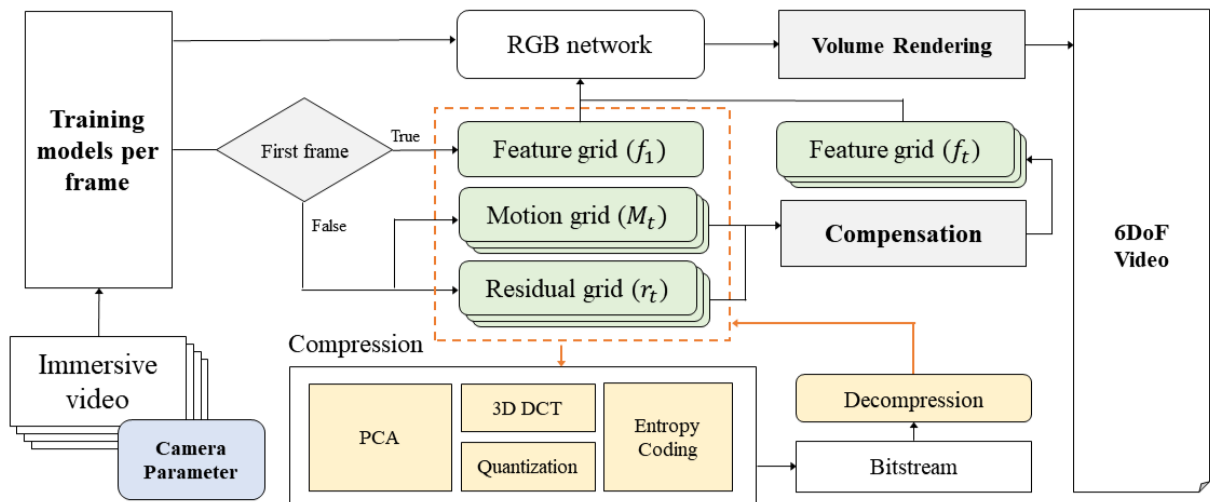 Training
models per
frame
RGB network
Volume Rendering
First frame
True
False
Feature grid (𝑓₁)
Feature grid (𝑓ₜ)
Motion grid (𝑀ₜ)
Residual grid (𝑟ₜ)
Compensation
6DoF
Video
Immersive
video
Camera
Parameter
Compression
PCA
3D DCT
Quantization
Entropy
Coding
Decompression
Bitstream